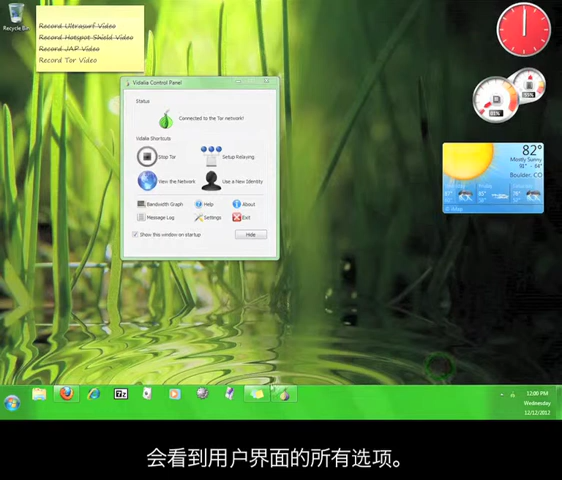 Recycle Bin
Record Ultrasurf Video
Record Hotspot Shield Video
Record JAP Video
Record Tor Video
Vidalia Control Panel
Status
Connected to the Tor network!
Vidalia Shortcuts
Stop Tor
Setup Relaying
View the Network
Use a New Identity
Bandwidth Graph
Help
About
Message Log
Settings
Exit
Show this window on startup
Hide
82°
Mostly Sunny
Boulder, CO
7z
12:00 PM
Wednesday
12/12/2012
会看到用户界面的所有选项。